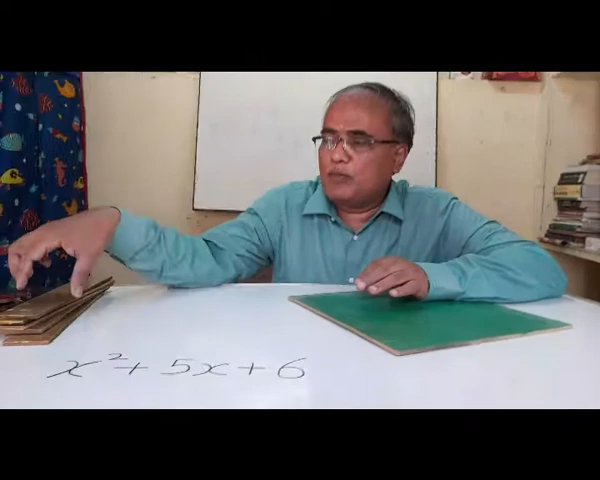 x² + 5x + 6